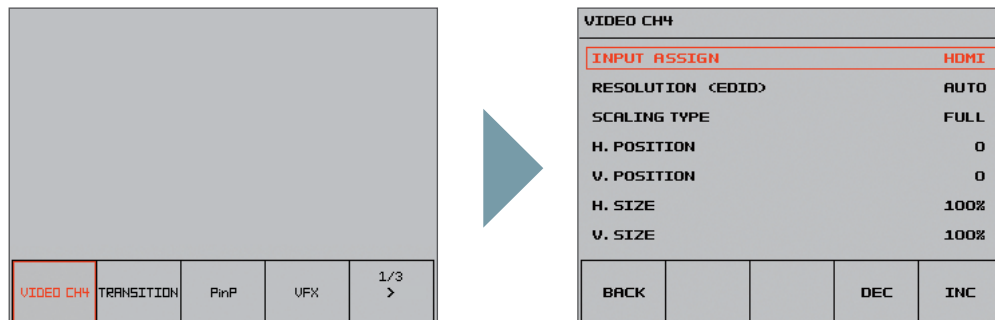 1/3
VIDEO CH4 TRANSITION PinP VFX >
VIDEO CH4
INPUT ASSIGN HDMI
RESOLUTION (EDID) AUTO
SCALING TYPE FULL
H. POSITION 0
V. POSITION 0
H. SIZE 100%
V. SIZE 100%
BACK DEC INC